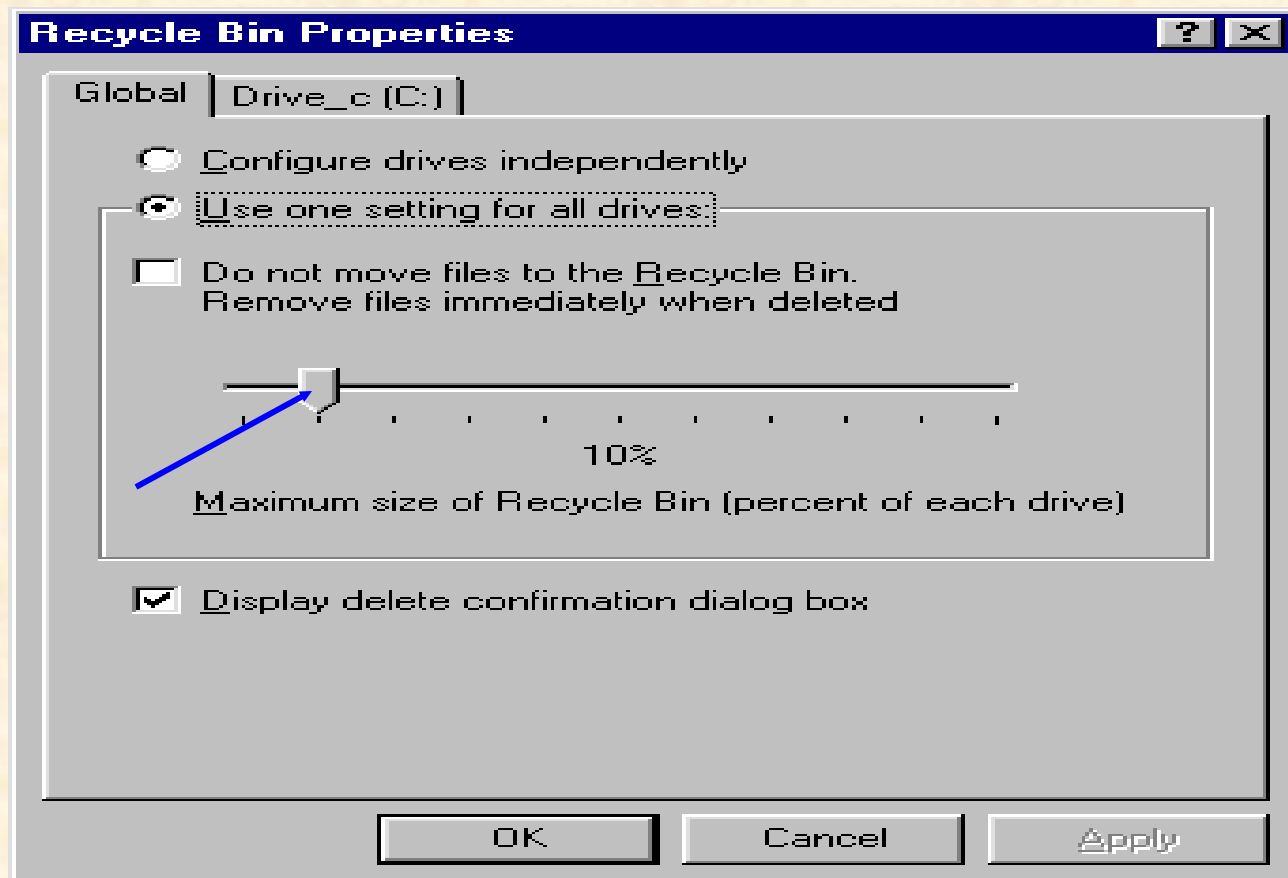 Recycle Bin Properties ? ×
Global Drive_c (C:)
Configure drives independently
Use one setting for all drives:
Do not move files to the Recycle Bin.
Remove files immediately when deleted
10%
Maximum size of Recycle Bin (percent of each drive)
Display delete confirmation dialog box
OK Cancel Apply